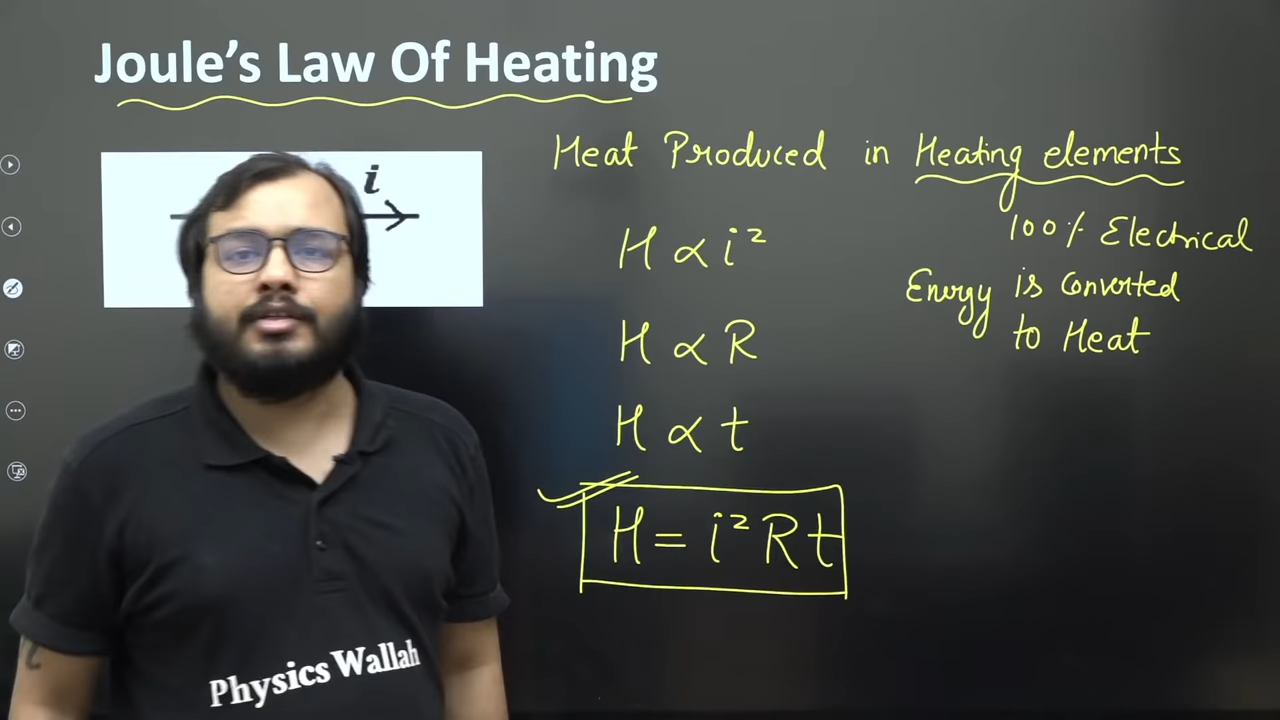 Joule's Law Of Heating
i
Heat Produced in Heating elements
100% Electrical
Energy is Converted
to Heat
H ∝ i²
H ∝ R
H ∝ t
H = i²Rt
Physics Wallah